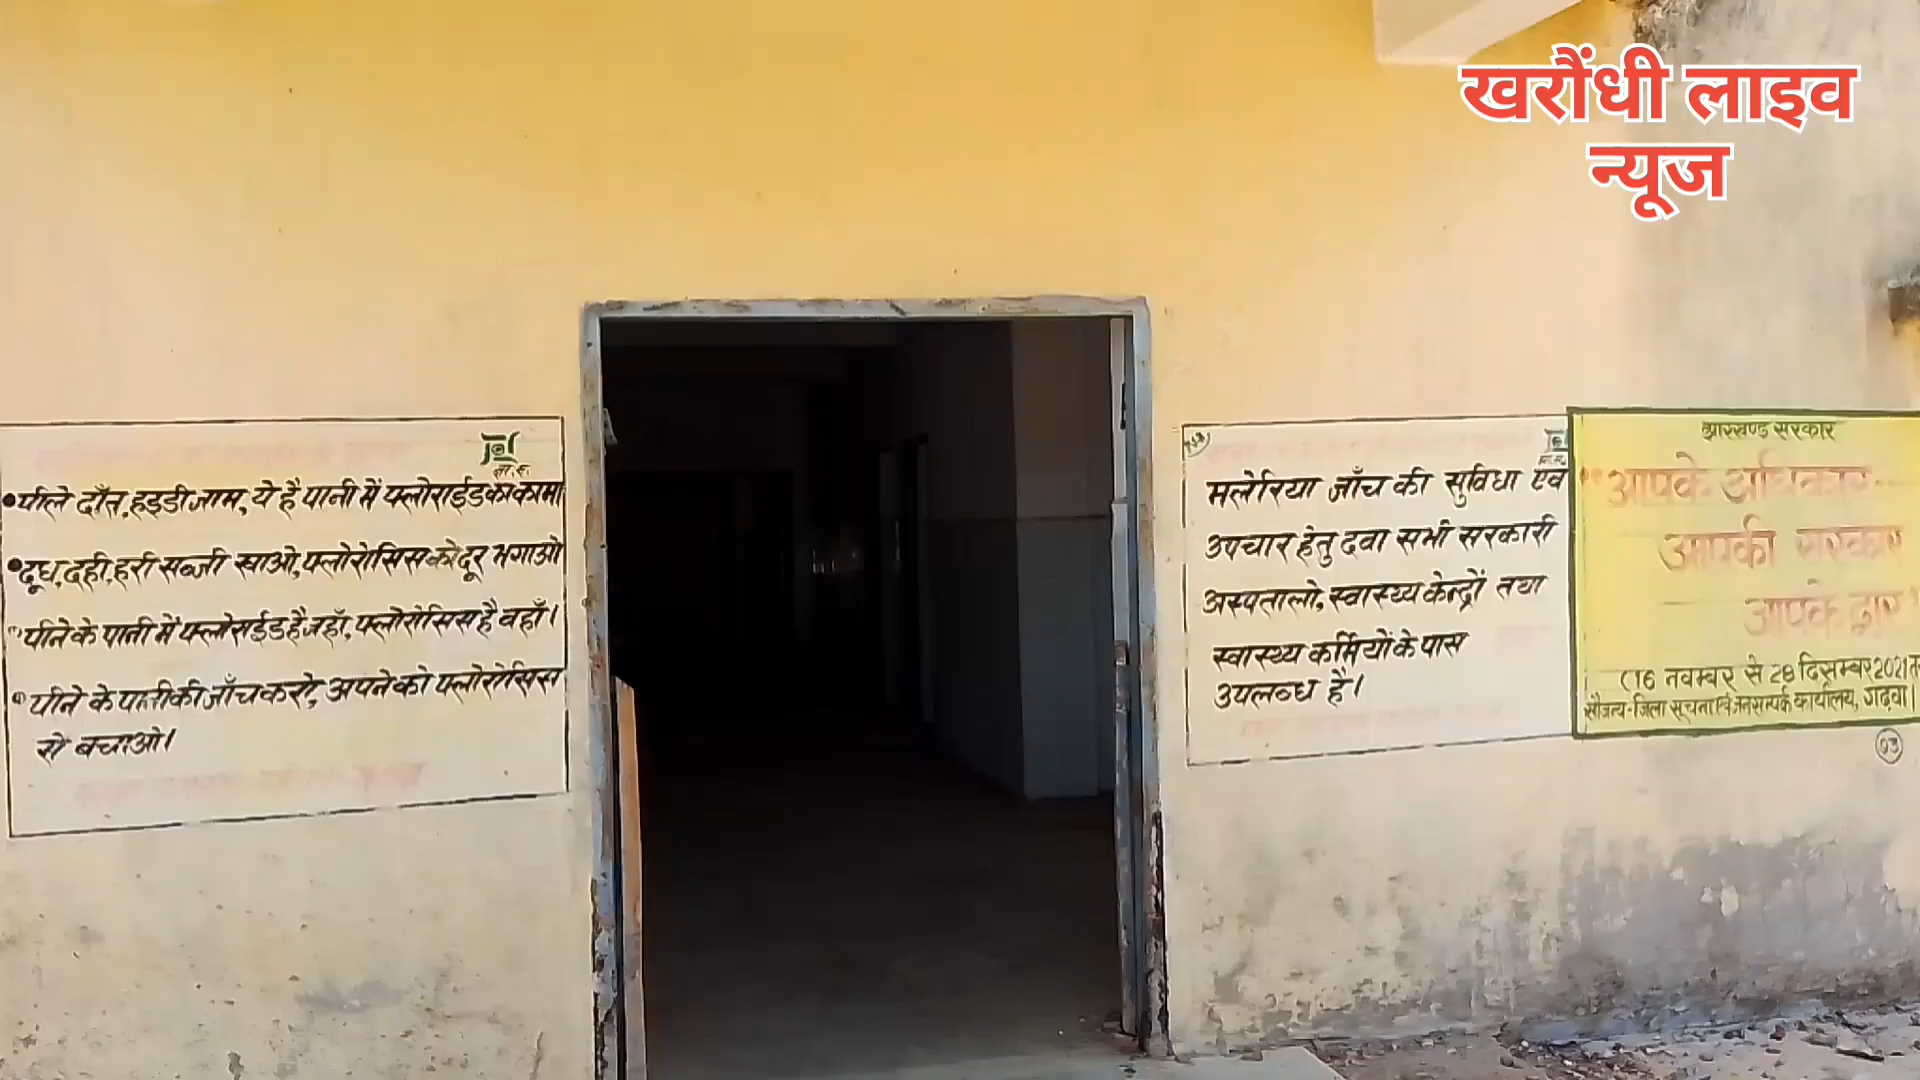 खरौंधी लाइव
न्यूज
पीले दाँत, हड्डी जाम, ये है पानी में फ्लोराईड का काम।
दूध, दही, हरी सब्जी खाओ, फ्लोरोसिस को दूर भगाओ
पीने के पानी में फ्लोराईड है जहाँ, फ्लोरोसिस है वहाँ।
पीने के पानी की जाँच करो, अपने को फ्लोरोसिस
से बचाओ।
मलेरिया जाँच की सुविधा एवं
उपचार हेतु दवा सभी सरकारी
अस्पतालो, स्वास्थ्य केन्द्रों तथा
स्वास्थ्य कर्मियों के पास
उपलब्ध है।
झारखण्ड सरकार
"आपके अधिकार....
आपकी सरकार
आपके द्वार"
(16 नवम्बर से 28 दिसम्बर 2021
सौजन्य-जिला सूचना एवं जनसम्पर्क कार्यालय, गढ़वा।
03